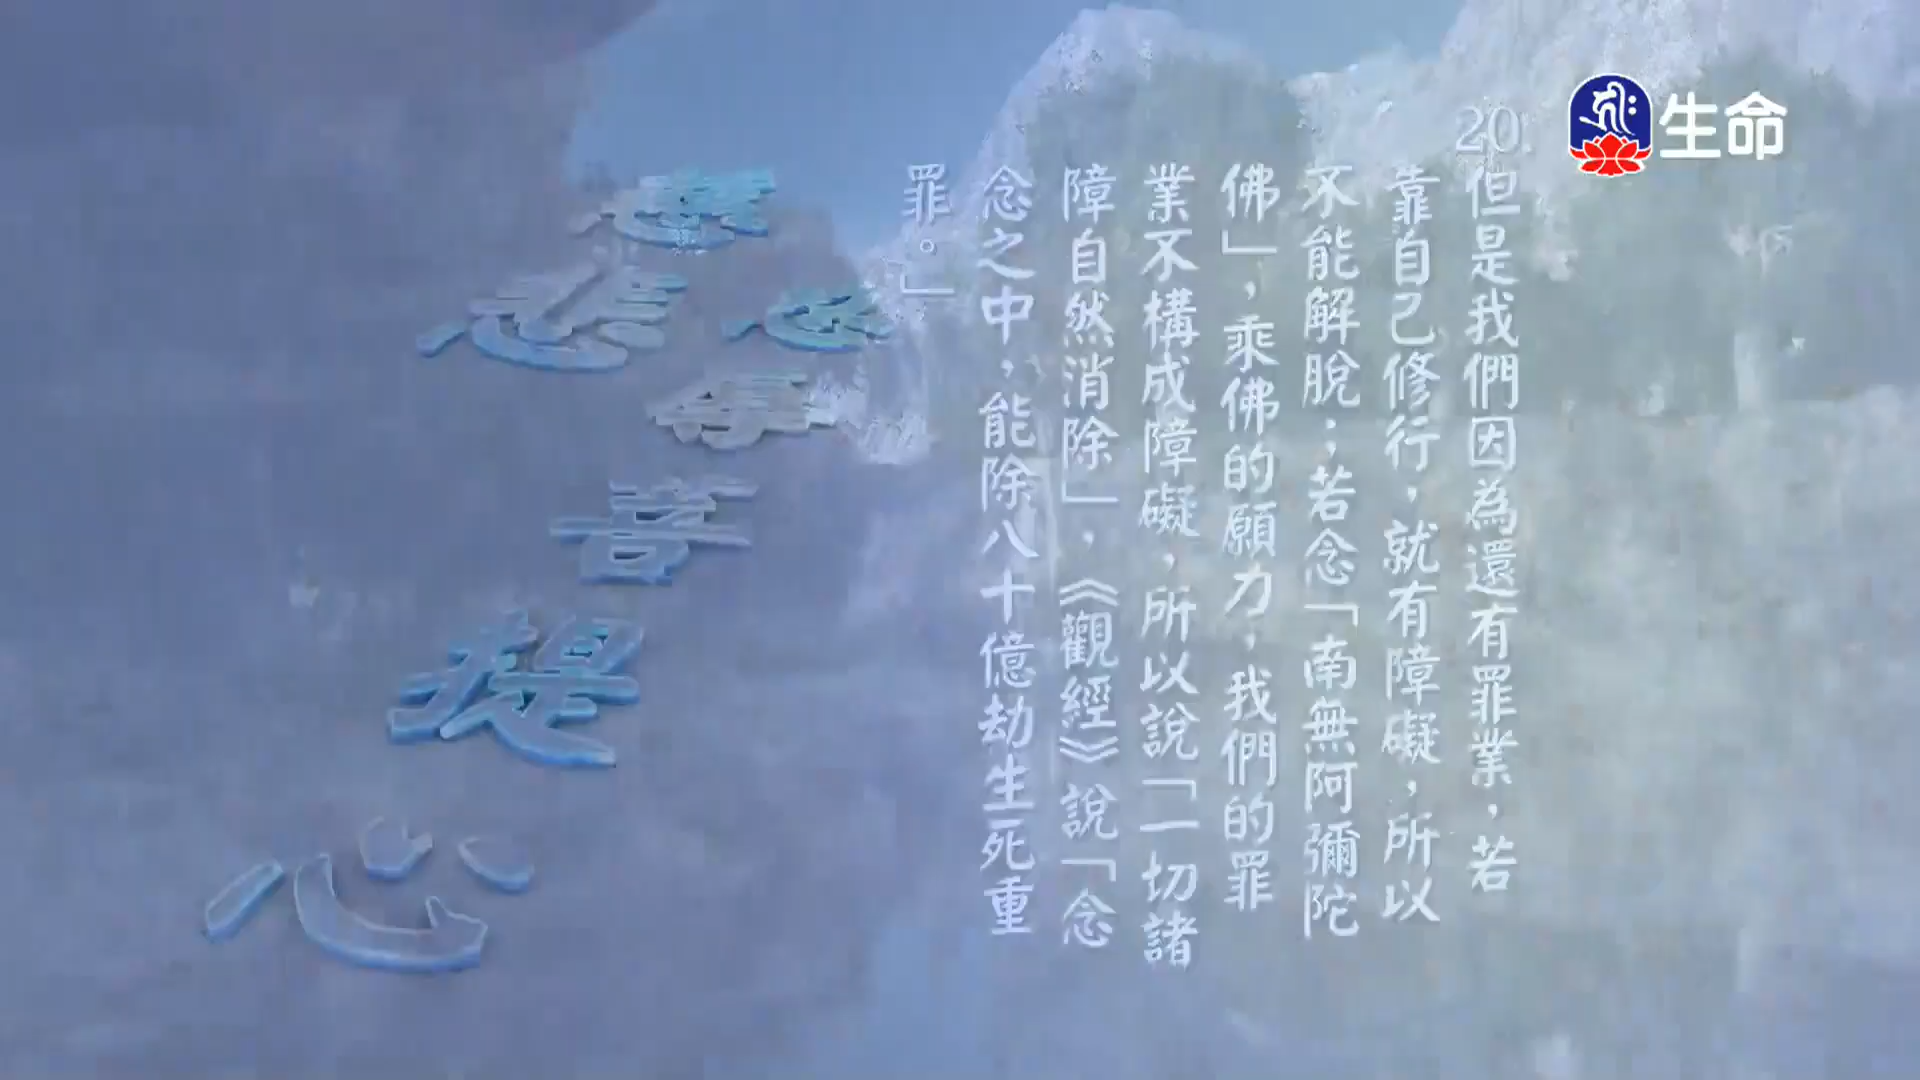 生命
20.
但是我們因為還有罪業，若
靠自己修行，就有障礙，所以
不能解脫；若念「南無阿彌陀
佛」，乘佛的願力，我們的罪
業不構成障礙，所以說「一切諸
障自然消除」，《觀經》說「念
念之中，能除八十億劫生死重
罪。」
菩
提
心